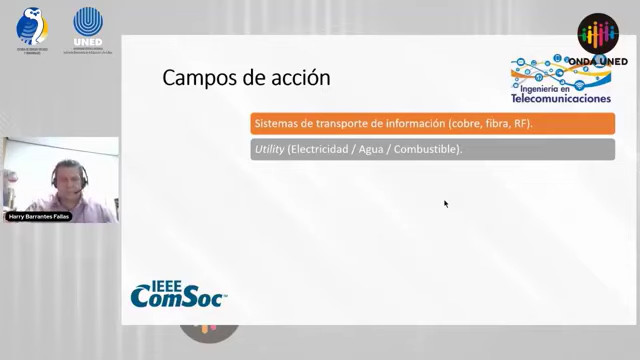 UNED
ONDA UNED
Campos de acción
Ingeniería en
Telecomunicaciones
Sistemas de transporte de información (cobre, fibra, RF).
Utility (Electricidad / Agua / Combustible).
Harry Barrantes Fallas
IEEE
ComSoc